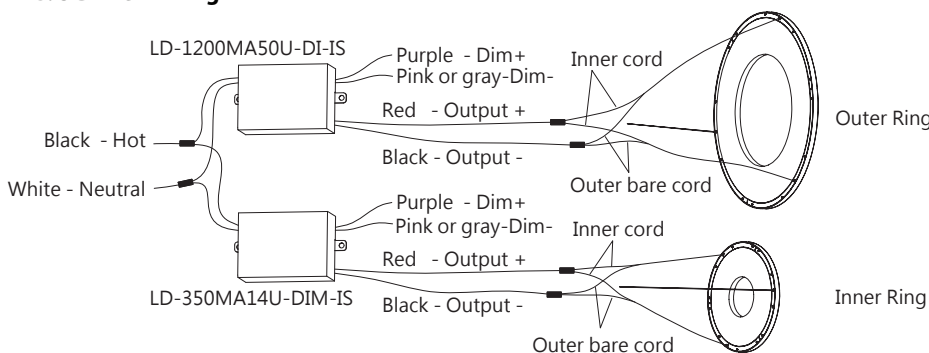 LD-1200MA50U-DI-IS
Purple - Dim+
Pink or gray-Dim-
Inner cord
Red - Output +
Outer Ring
Black - Hot
Black - Output -
Outer bare cord
White - Neutral
Purple - Dim+
Pink or gray-Dim-
Inner cord
Red - Output +
LD-350MA14U-DIM-IS
Black - Output -
Inner Ring
Outer bare cord